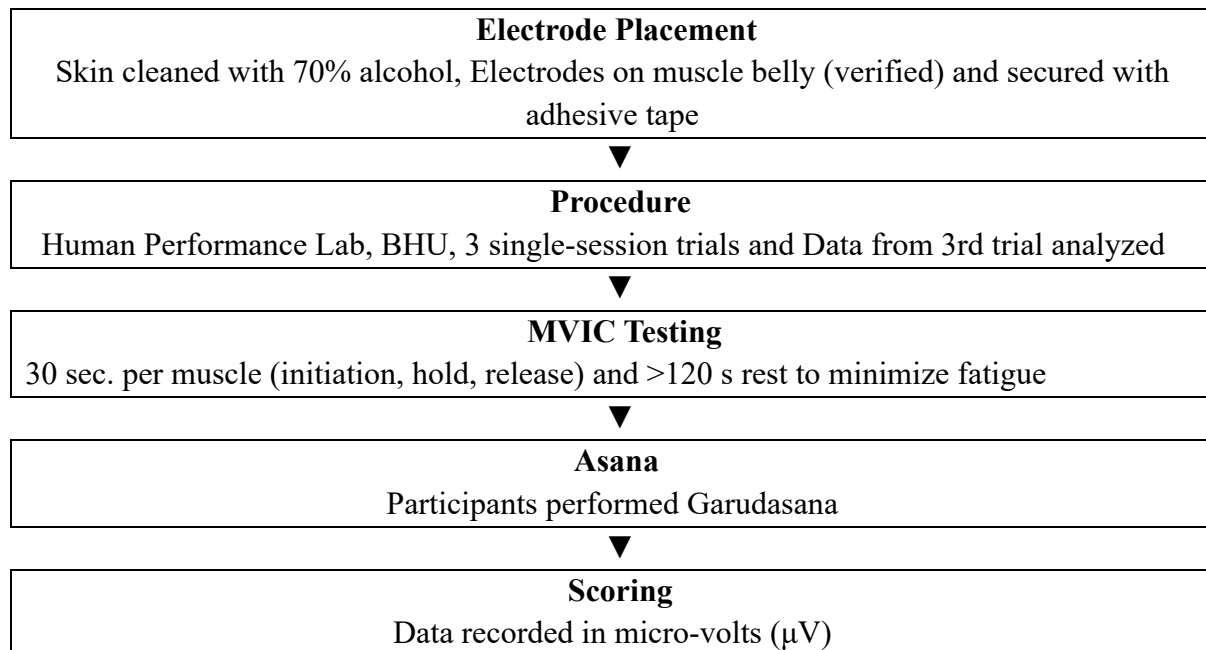 Electrode Placement
Skin cleaned with 70% alcohol, Electrodes on muscle belly (verified) and secured with
adhesive tape
Procedure
Human Performance Lab, BHU, 3 single-session trials and Data from 3rd trial analyzed
MVIC Testing
30 sec. per muscle (initiation, hold, release) and >120 s rest to minimize fatigue
Asana
Participants performed Garudasana
Scoring
Data recorded in micro-volts (μV)